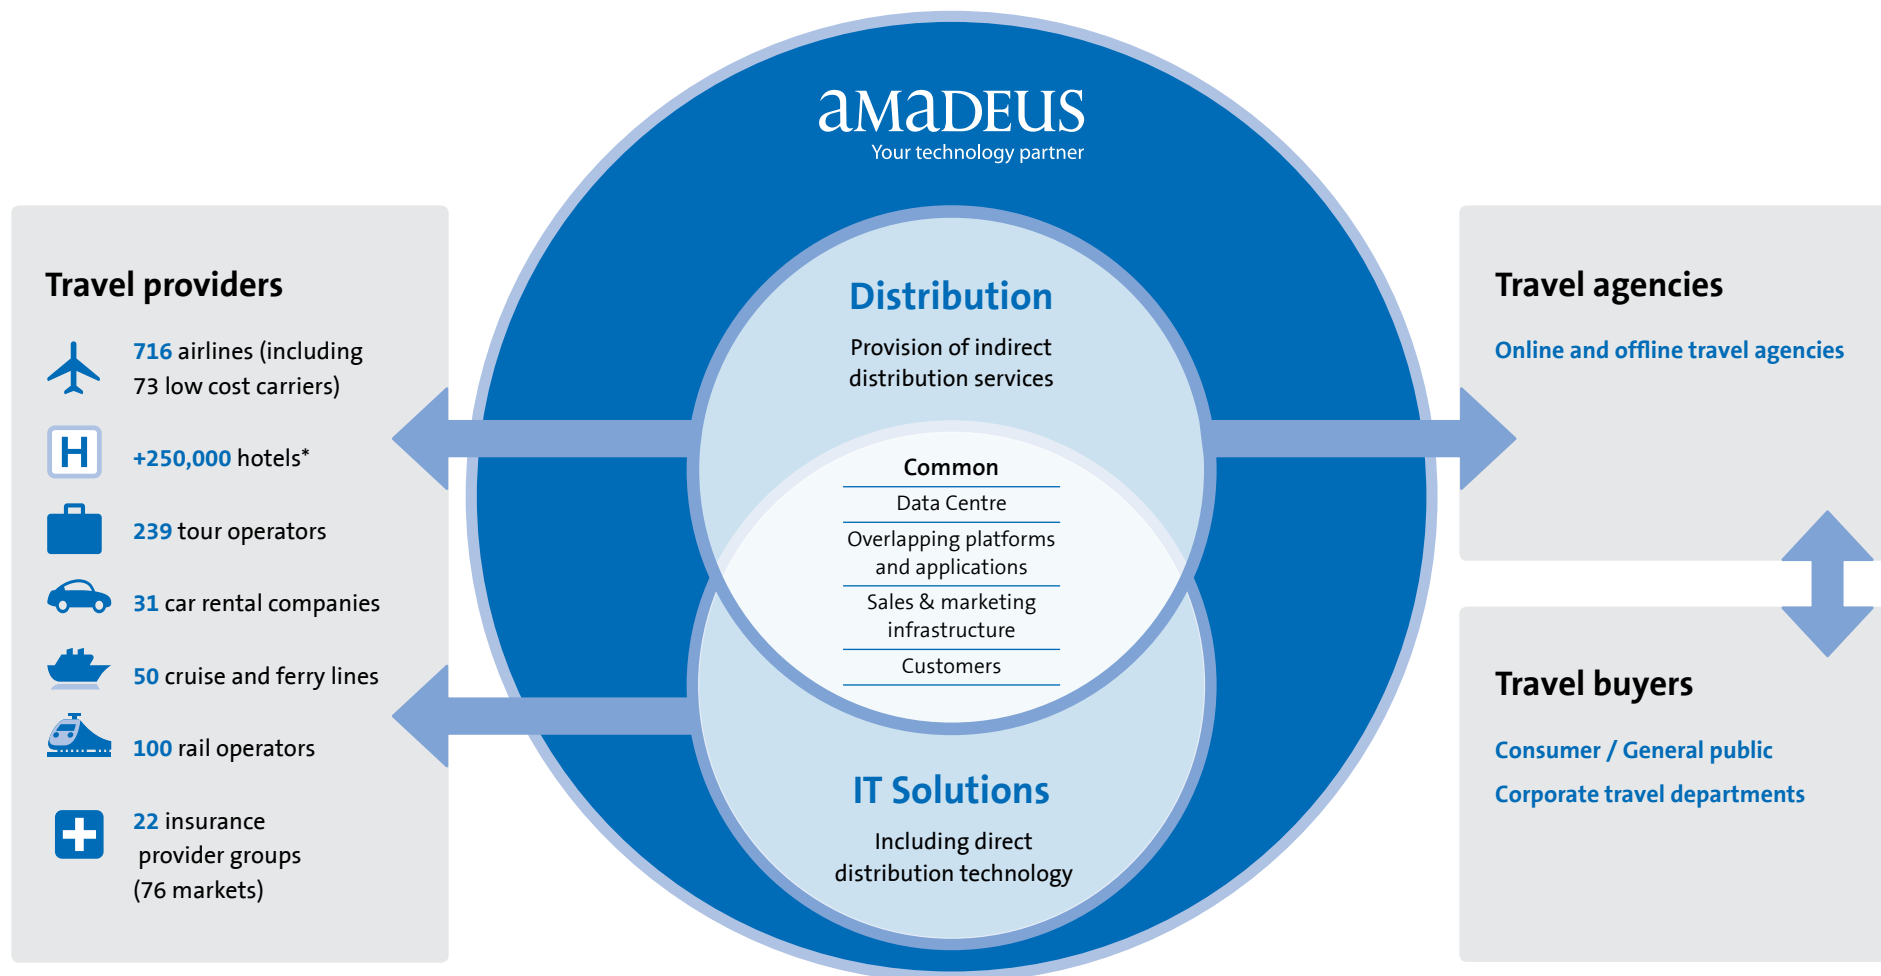 amadeus
Your technology partner
Travel providers
716 airlines (including
73 low cost carriers)
H
+250,000 hotels*
239 tour operators
31 car rental companies
50 cruise and ferry lines
100 rail operators
22 insurance
provider groups
(76 markets)
Distribution
Provision of indirect
distribution services
Common
Data Centre
Overlapping platforms
and applications
Sales & marketing
infrastructure
Customers
IT Solutions
Including direct
distribution technology
Travel agencies
Online and offline travel agencies
Travel buyers
Consumer / General public
Corporate travel departments